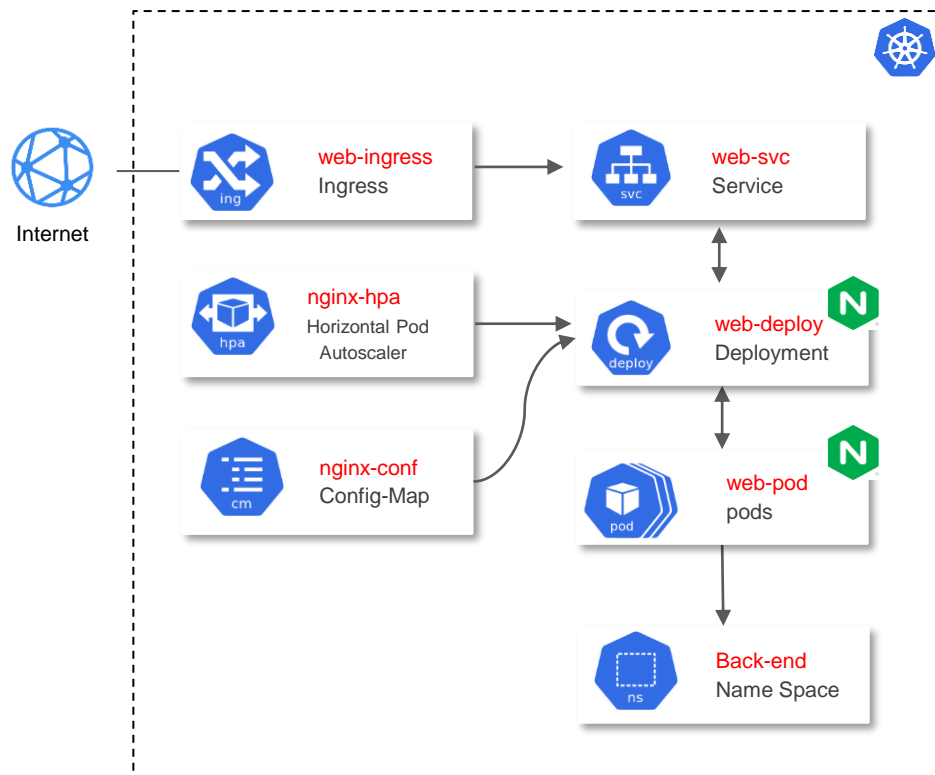 Internet
ing
web-ingress
Ingress
svc
web-svc
Service
hpa
nginx-hpa
Horizontal Pod
Autoscaler
deploy
web-deploy
Deployment
N
cm
nginx-conf
Config-Map
pod
web-pod
pods
N
ns
Back-end
Name Space